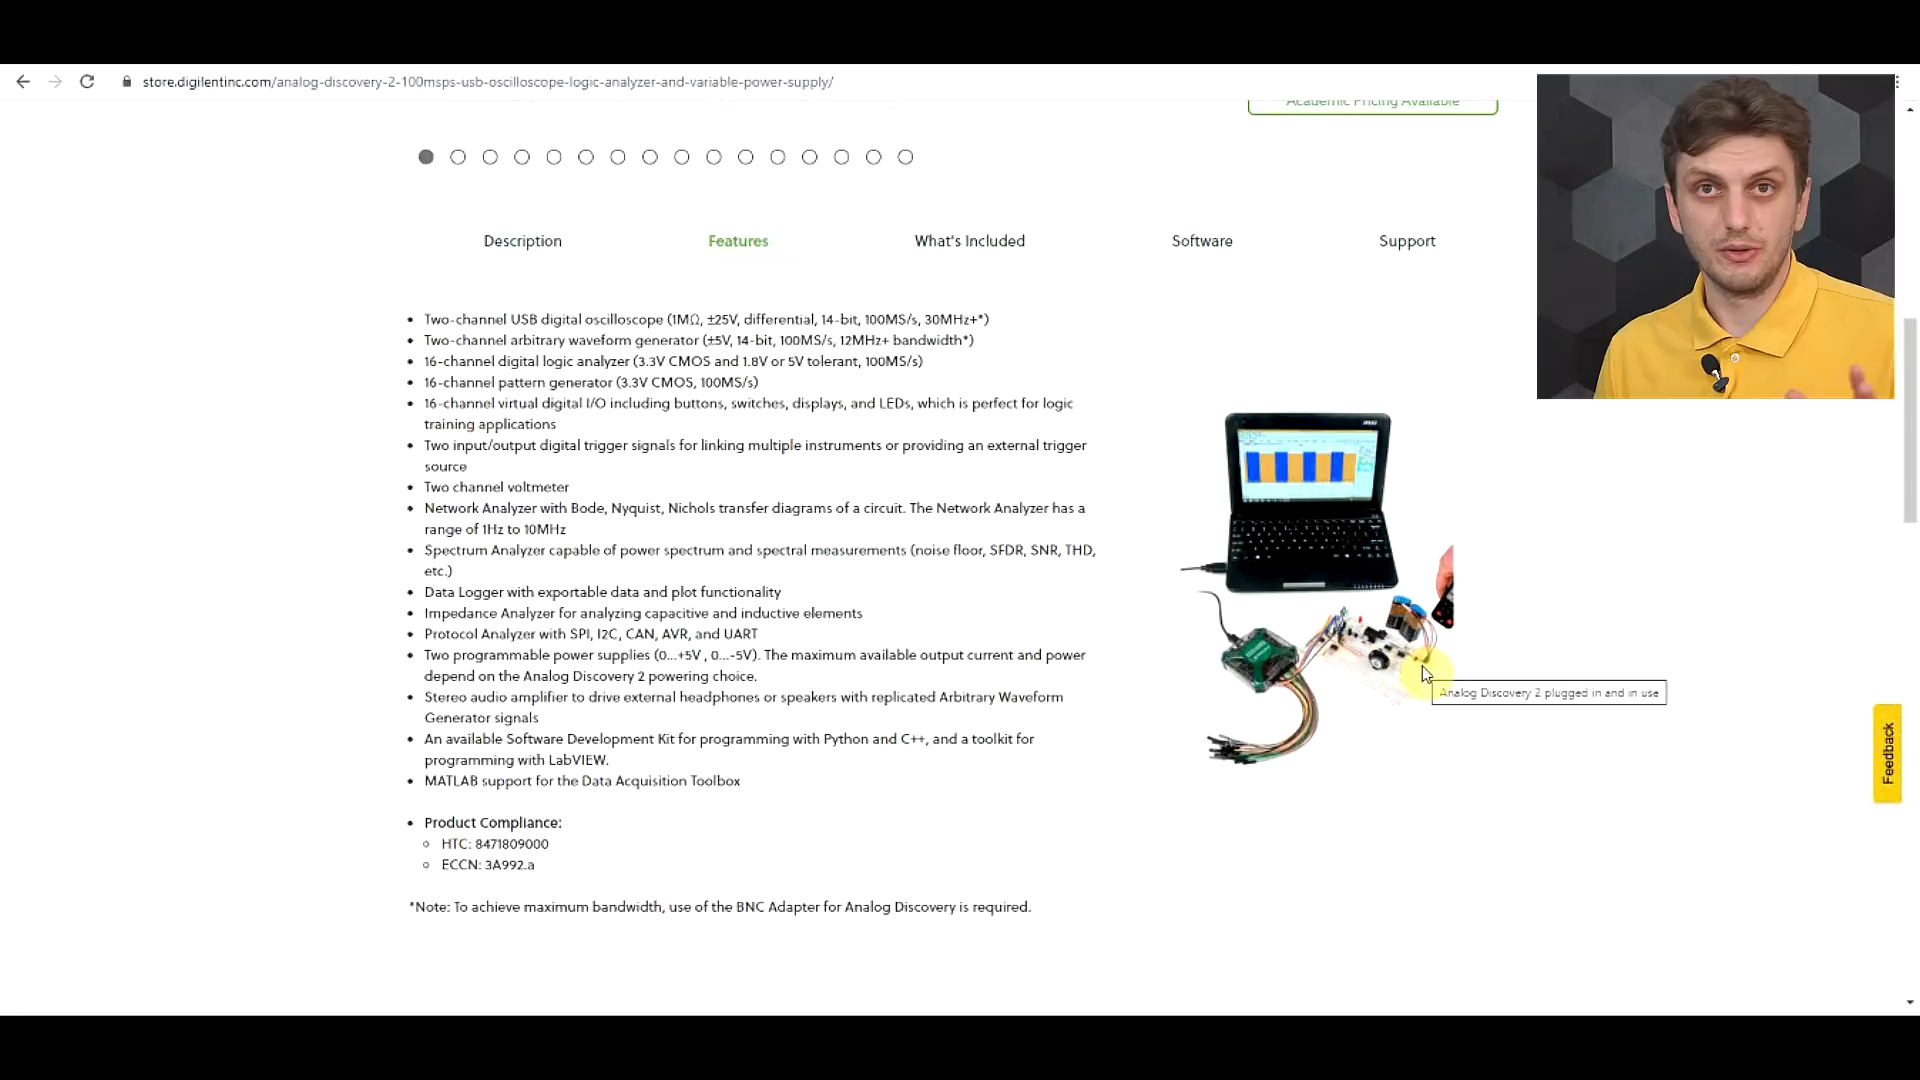 store.digilentinc.com/analog-discovery-2-100msps-usb-oscilloscope-logic-analyzer-and-variable-power-supply/
Academic Pricing Available
Description
Features
What's Included
Software
Support
• Two-channel USB digital oscilloscope (1MΩ, ±25V, differential, 14-bit, 100MS/s, 30MHz+*)
• Two-channel arbitrary waveform generator (±5V, 14-bit, 100MS/s, 12MHz+ bandwidth*)
• 16-channel digital logic analyzer (3.3V CMOS and 1.8V or 5V tolerant, 100MS/s)
• 16-channel pattern generator (3.3V CMOS, 100MS/s)
• 16-channel virtual digital I/O including buttons, switches, displays, and LEDs, which is perfect for logic
training applications
• Two input/output digital trigger signals for linking multiple instruments or providing an external trigger
source
• Two channel voltmeter
• Network Analyzer with Bode, Nyquist, Nichols transfer diagrams of a circuit. The Network Analyzer has a
range of 1Hz to 10MHz
• Spectrum Analyzer capable of power spectrum and spectral measurements (noise floor, SFDR, SNR, THD,
etc.)
• Data Logger with exportable data and plot functionality
• Impedance Analyzer for analyzing capacitive and inductive elements
• Protocol Analyzer with SPI, I2C, CAN, AVR, and UART
• Two programmable power supplies (0...+5V , 0...-5V). The maximum available output current and power
depend on the Analog Discovery 2 powering choice.
• Stereo audio amplifier to drive external headphones or speakers with replicated Arbitrary Waveform
Generator signals
• An available Software Development Kit for programming with Python and C++, and a toolkit for
programming with LabVIEW.
• MATLAB support for the Data Acquisition Toolbox
• Product Compliance:
○ HTC: 8471809000
○ ECCN: 3A992.a
*Note: To achieve maximum bandwidth, use of the BNC Adapter for Analog Discovery is required.
Analog Discovery 2 plugged in and in use
Feedback